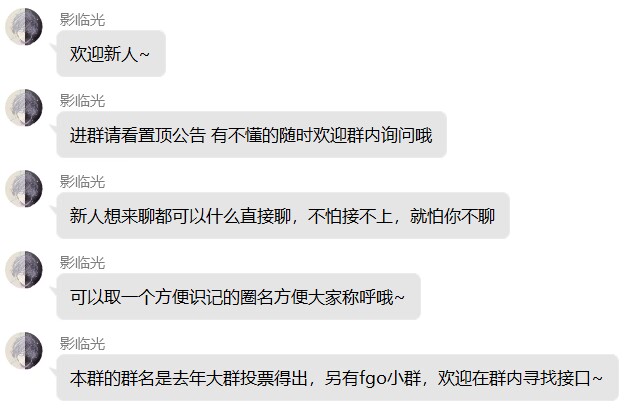 影临光
欢迎新人~
影临光
进群请看置顶公告 有不懂的随时欢迎群内询问哦
影临光
新人想来聊都可以什么直接聊，不怕接不上，就怕你不聊
影临光
可以取一个方便识记的圈名方便大家称呼哦~
影临光
本群的群名是去年大群投票得出，另有fgo小群，欢迎在群内寻找接口~